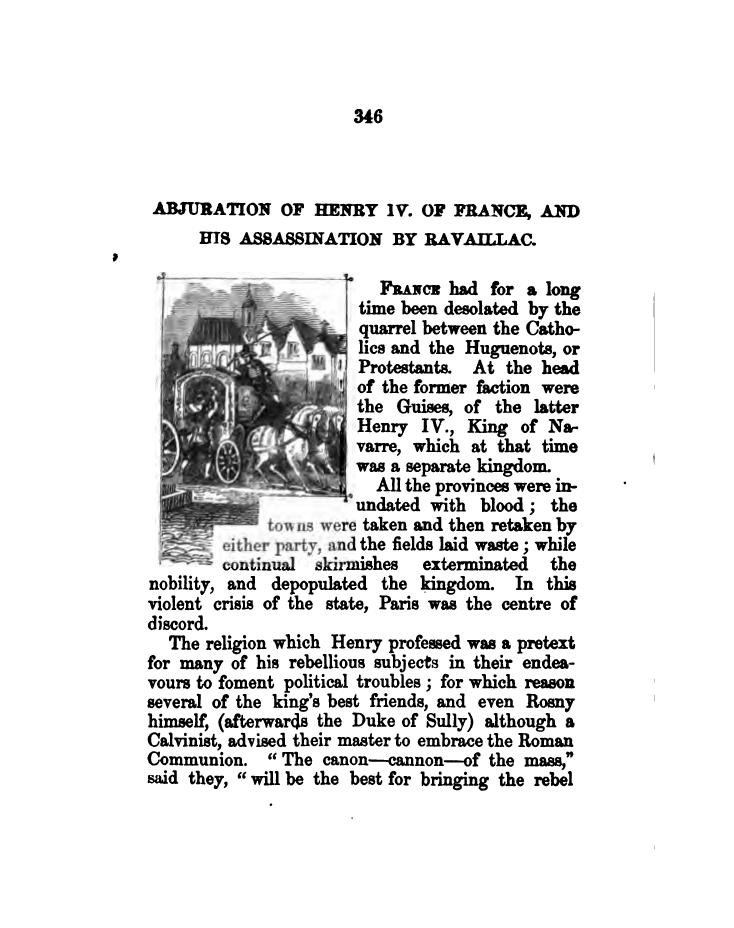 346
ABJURATION OF HENRY IV. OF FRANCE, AND
HIS ASSASSINATION BY RAVAILLAC.
FRANCE had for a long
time been desolated by the
quarrel between the Catho-
lics and the Huguenots, or
Protestants. At the head
of the former faction were
the Guises, of the latter
Henry IV., King of Na-
varre, which at that time
was a separate kingdom.
All the provinces were in-
undated with blood ; the
towns were taken and then retaken by
either party, and the fields laid waste ; while
continual skirmishes exterminated the
nobility, and depopulated the kingdom. In this
violent crisis of the state, Paris was the centre of
discord.
The religion which Henry professed was a pretext
for many of his rebellious subjects in their endea-
vours to foment political troubles ; for which reason
several of the king's best friends, and even Rosny
himself, (afterwards the Duke of Sully) although a
Calvinist, advised their master to embrace the Roman
Communion. " The canon—cannon—of the mass,"
said they, " will be the best for bringing the rebel